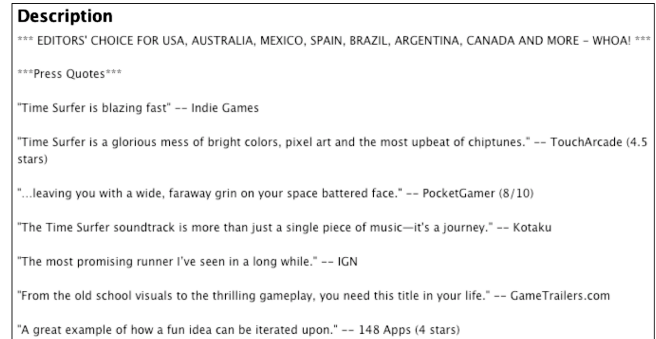 Description
*** EDITORS' CHOICE FOR USA, AUSTRALIA, MEXICO, SPAIN, BRAZIL, ARGENTINA, CANADA AND MORE – WHOA! ***
***Press Quotes***
"Time Surfer is blazing fast" -- Indie Games
"Time Surfer is a glorious mess of bright colors, pixel art and the most upbeat of chiptunes." -- TouchArcade (4.5
stars)
"...leaving you with a wide, faraway grin on your space battered face." -- PocketGamer (8/10)
"The Time Surfer soundtrack is more than just a single piece of music—it's a journey." -- Kotaku
"The most promising runner I've seen in a long while." -- IGN
"From the old school visuals to the thrilling gameplay, you need this title in your life." -- GameTrailers.com
"A great example of how a fun idea can be iterated upon." -- 148 Apps (4 stars)